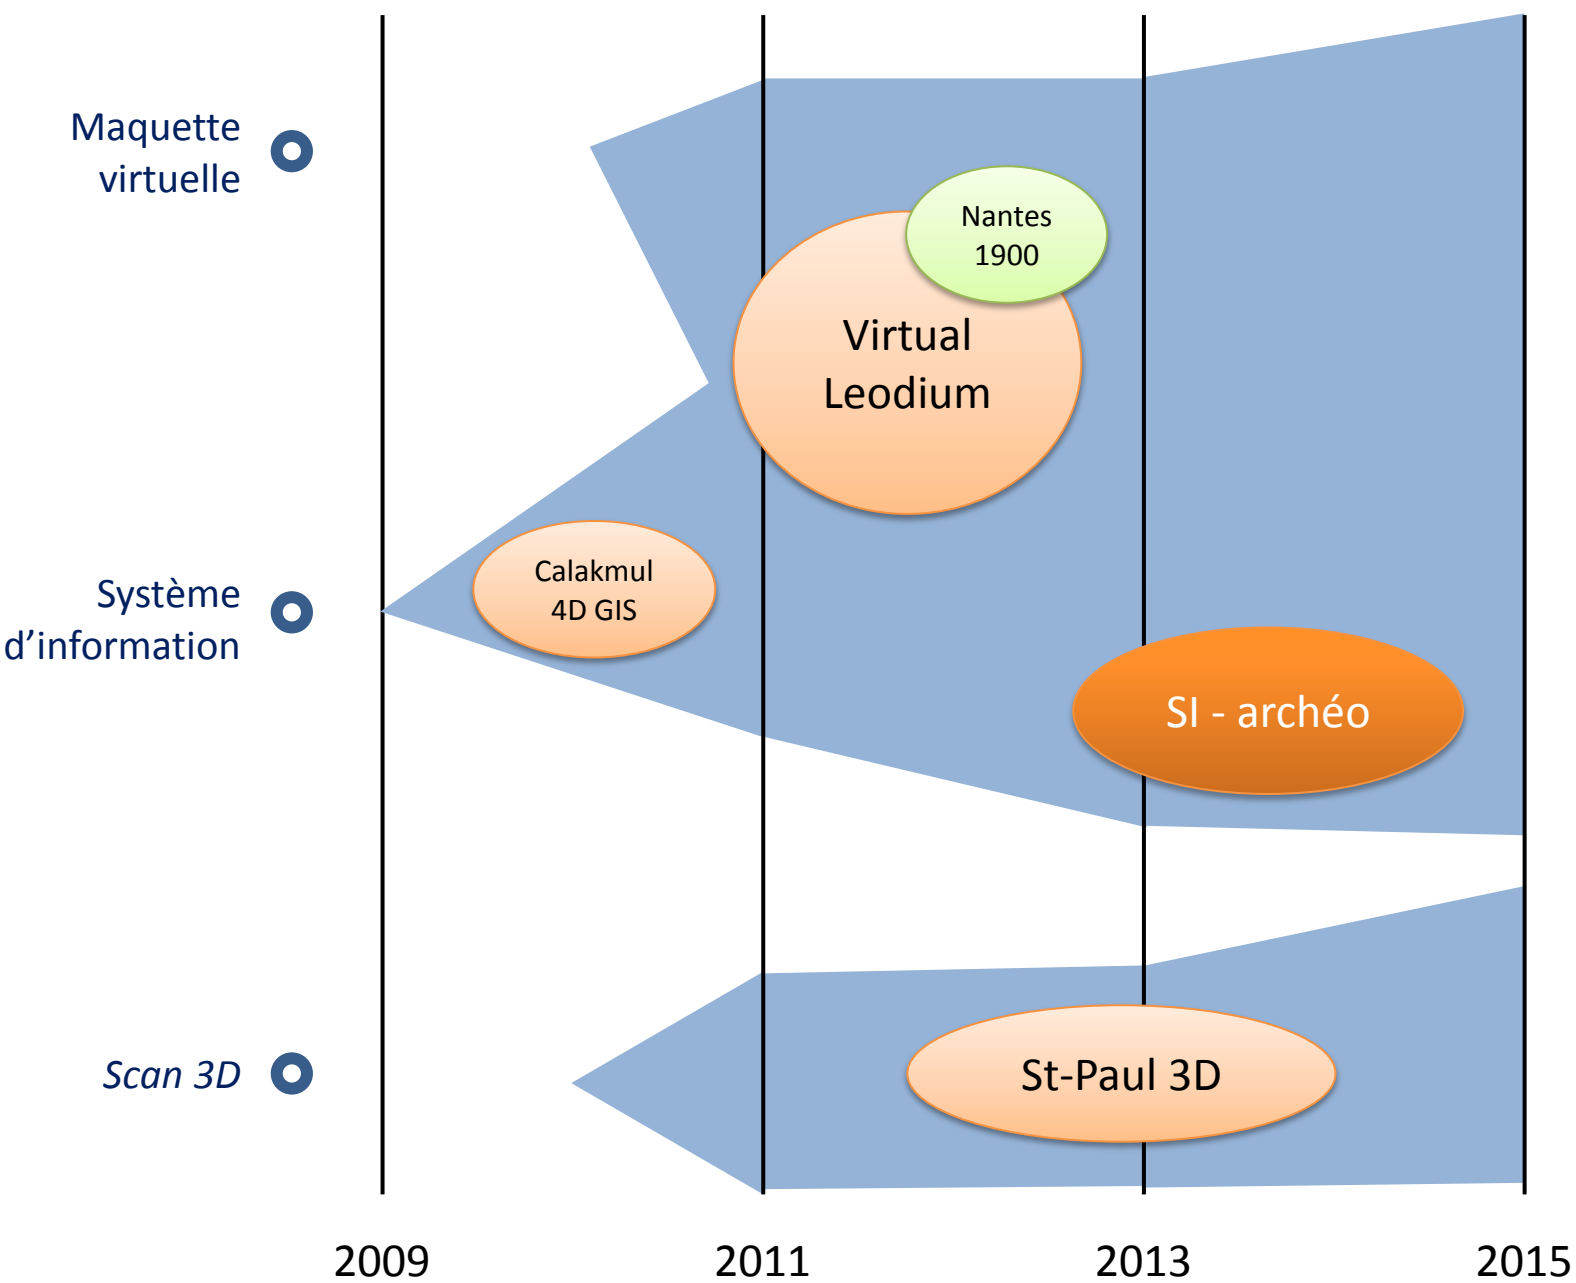 Maquette
virtuelle
Nantes
1900
Virtual
Leodium
Calakmul
4D GIS
Système
d’information
SI - archéo
Scan 3D
St-Paul 3D
2009
2011
2013
2015